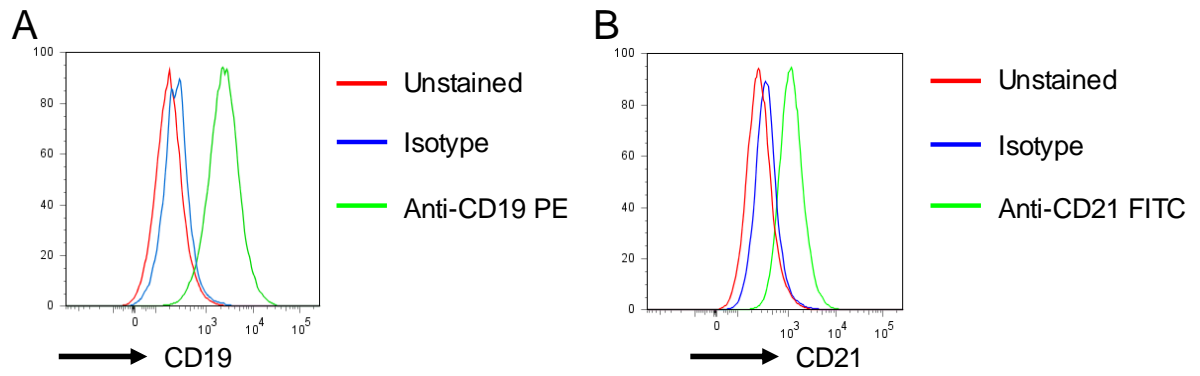 A
100
80
60
40
20
0
0 10³ 10⁴ 10⁵
CD19
Unstained
Isotype
Anti-CD19 PE
B
100
80
60
40
20
0
0 10³ 10⁴ 10⁵
CD21
Unstained
Isotype
Anti-CD21 FITC